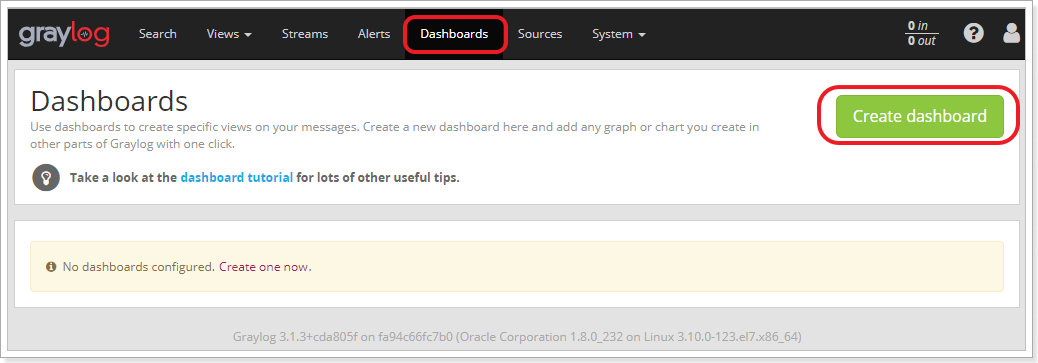 graylog Search Views Streams Alerts Dashboards Sources System 0 in
0 out
Dashboards
Create dashboard
Use dashboards to create specific views on your messages. Create a new dashboard here and add any graph or chart you create in
other parts of Graylog with one click.
Take a look at the dashboard tutorial for lots of other useful tips.
No dashboards configured. Create one now.
Graylog 3.1.3+cda805f on fa94c66fc7b0 (Oracle Corporation 1.8.0_232 on Linux 3.10.0-123.el7.x86_64)